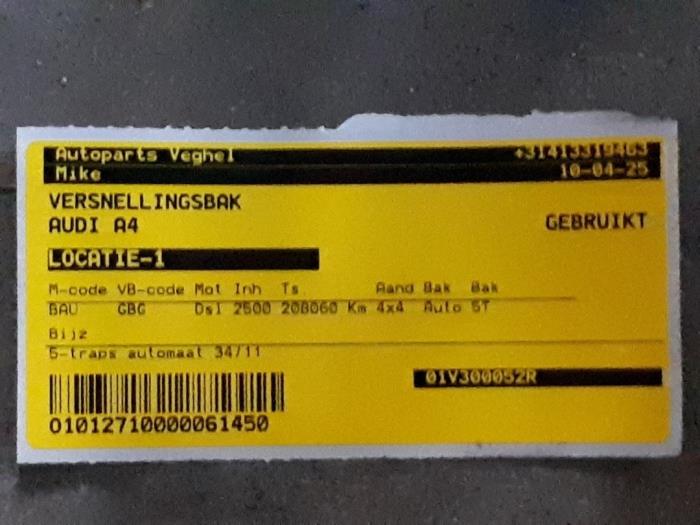 Autoparts Veghel +31413319463
Mike 10-04-25
VERSNELLINGSBAK
AUDI A4 GEBRUIKT
LOCATIE-1
M-code VB-code Mot Inh Ts. Aand Bak Bak
BAU GBG Dsl 2500 208060 Km 4x4 Auto 5T
Bijz
5-traps automaat 34/11
01V300052R
O1012710000061450